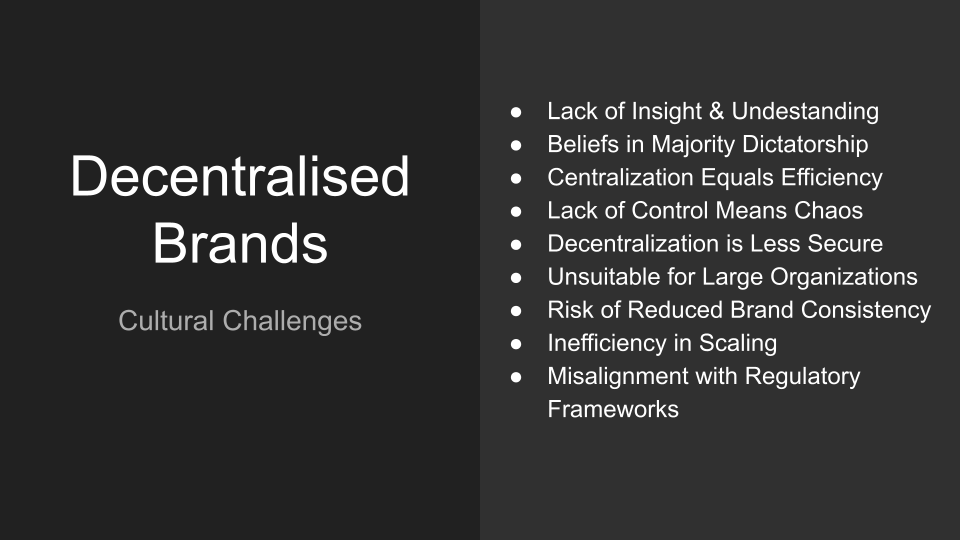 Decentralised
Brands
Cultural Challenges
● Lack of Insight & Undestanding
● Beliefs in Majority Dictatorship
● Centralization Equals Efficiency
● Lack of Control Means Chaos
● Decentralization is Less Secure
● Unsuitable for Large Organizations
● Risk of Reduced Brand Consistency
● Inefficiency in Scaling
● Misalignment with Regulatory
Frameworks